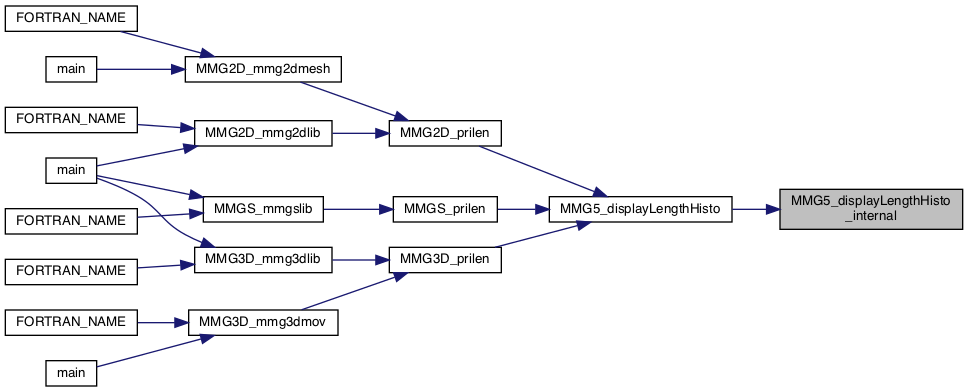 FORTRAN_NAME
main
MMG2D_mmg2dmesh
FORTRAN_NAME
MMG2D_mmg2dlib
MMG2D_prilen
main
MMG5_displayLengthHisto
_internal
FORTRAN_NAME
MMGS_mmgslib
MMGS_prilen
MMG5_displayLengthHisto
FORTRAN_NAME
MMG3D_mmg3dlib
MMG3D_prilen
FORTRAN_NAME
MMG3D_mmg3dmov
main